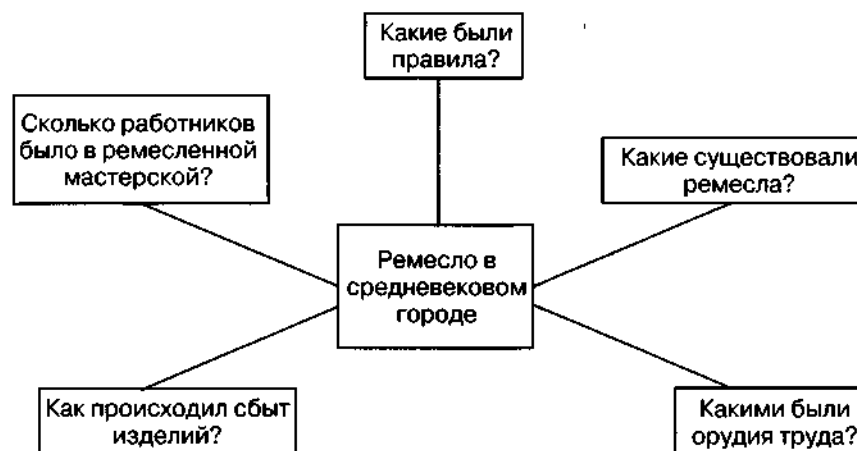 Какие были
правила?
Сколько работников
было в ремесленной
мастерской?
Какие существовали
ремесла?
Ремесло в
средневековом
городе
Как происходил сбыт
изделий?
Какими были
орудия труда?